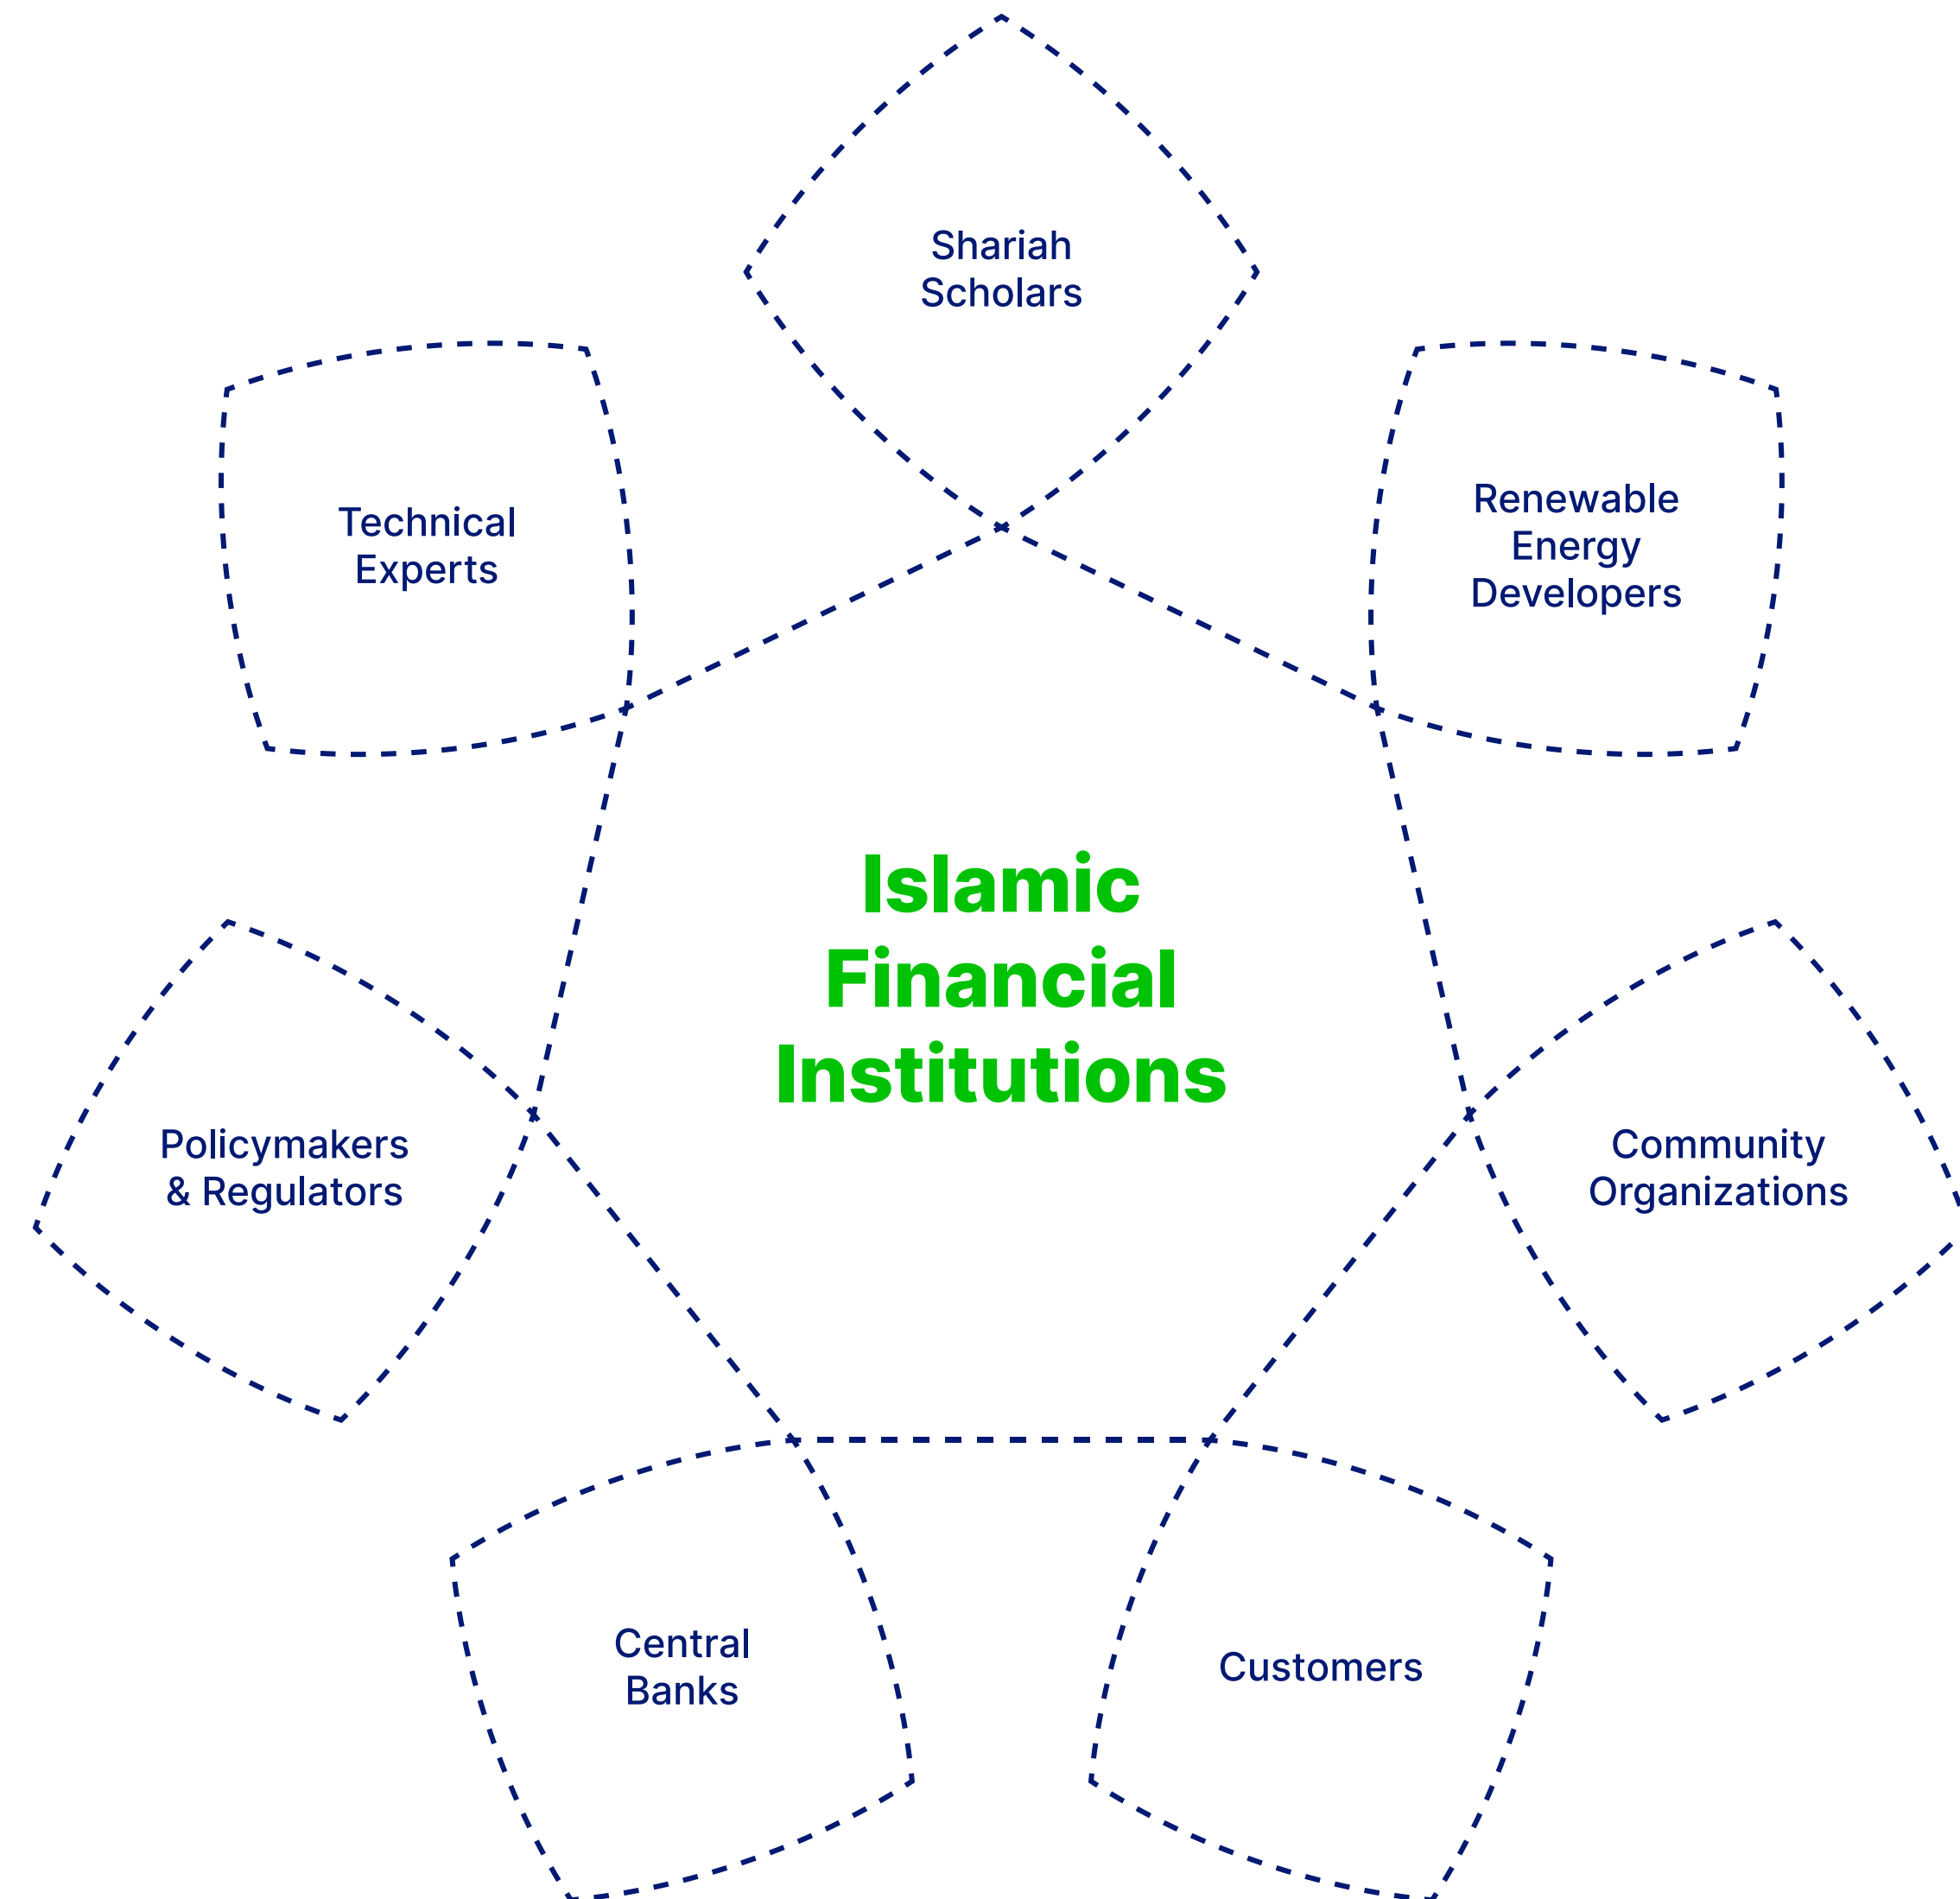 Shariah
Scholars
Technical
Experts
Renewable
Energy
Developers
Islamic
Financial
Institutions
Policymakers
& Regulators
Community
Organizations
Central
Banks
Customers